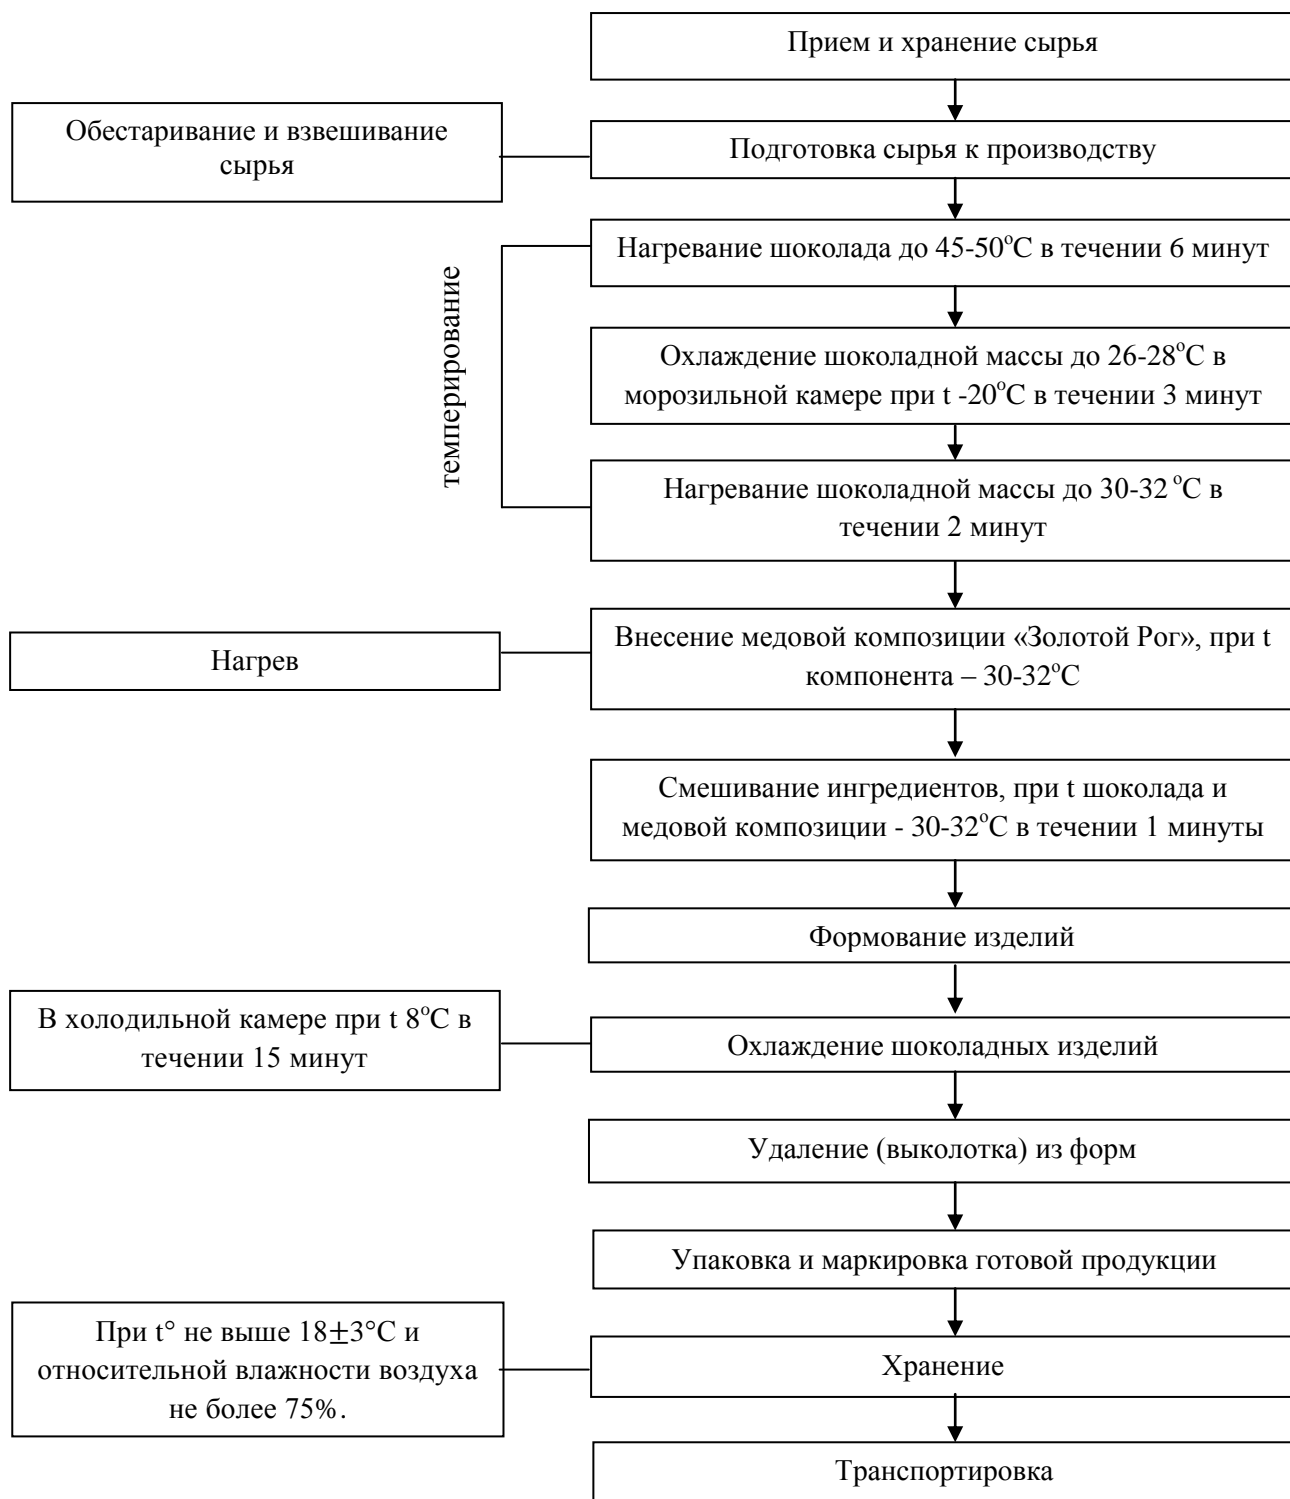 Прием и хранение сырья
Обестаривание и взвешивание
сырья
Подготовка сырья к производству
темперирование
Нагревание шоколада до 45-50°С в течении 6 минут
Охлаждение шоколадной массы до 26-28°С в
морозильной камере при t -20°С в течении 3 минут
Нагревание шоколадной массы до 30-32 °С в
течении 2 минут
Нагрев
Внесение медовой композиции «Золотой Рог», при t
компонента – 30-32°С
Смешивание ингредиентов, при t шоколада и
медовой композиции - 30-32°С в течении 1 минуты
Формование изделий
В холодильной камере при t 8°С в
течении 15 минут
Охлаждение шоколадных изделий
Удаление (выколотка) из форм
Упаковка и маркировка готовой продукции
При t° не выше 18±3°С и
относительной влажности воздуха
не более 75%.
Хранение
Транспортировка